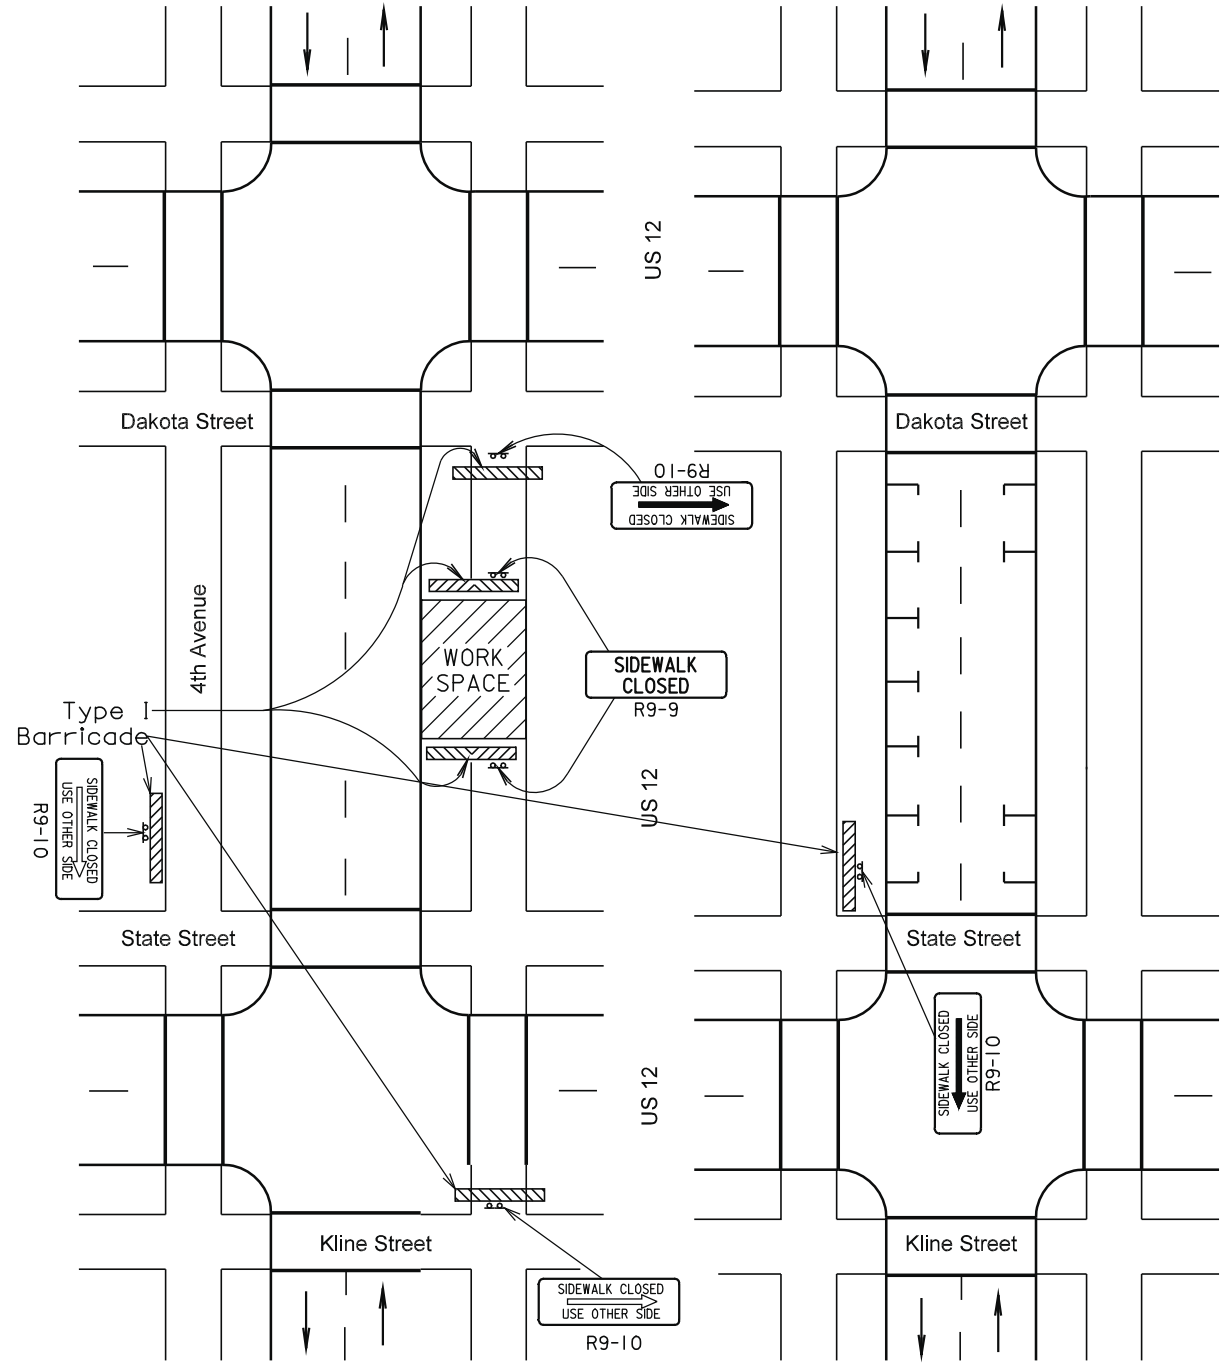 US 12
Dakota Street
Dakota Street
R9-10
USE OTHER SIDE
SIDEWALK CLOSED
4th Avenue
WORK
SPACE
SIDEWALK
CLOSED
R9-9
Type I
Barricade
SIDEWALK CLOSED
USE OTHER SIDE
R9-10
US 12
State Street
State Street
SIDEWALK CLOSED
USE OTHER SIDE
R9-10
US 12
Kline Street
Kline Street
SIDEWALK CLOSED
USE OTHER SIDE
R9-10